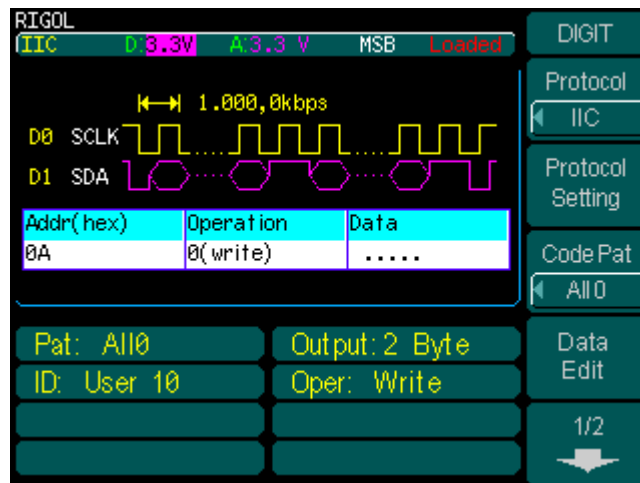 RIGOL
IIC D:3.3V A:3.3 V MSB Loaded
1.000,0kbps
D0 SCLK
D1 SDA
Addr(hex) Operation Data
0A 0(write) .....
Pat: All0 Output:2 Byte
ID: User 10 Oper: Write
DIGIT
Protocol
IIC
Protocol
Setting
Code Pat
All 0
Data
Edit
1/2